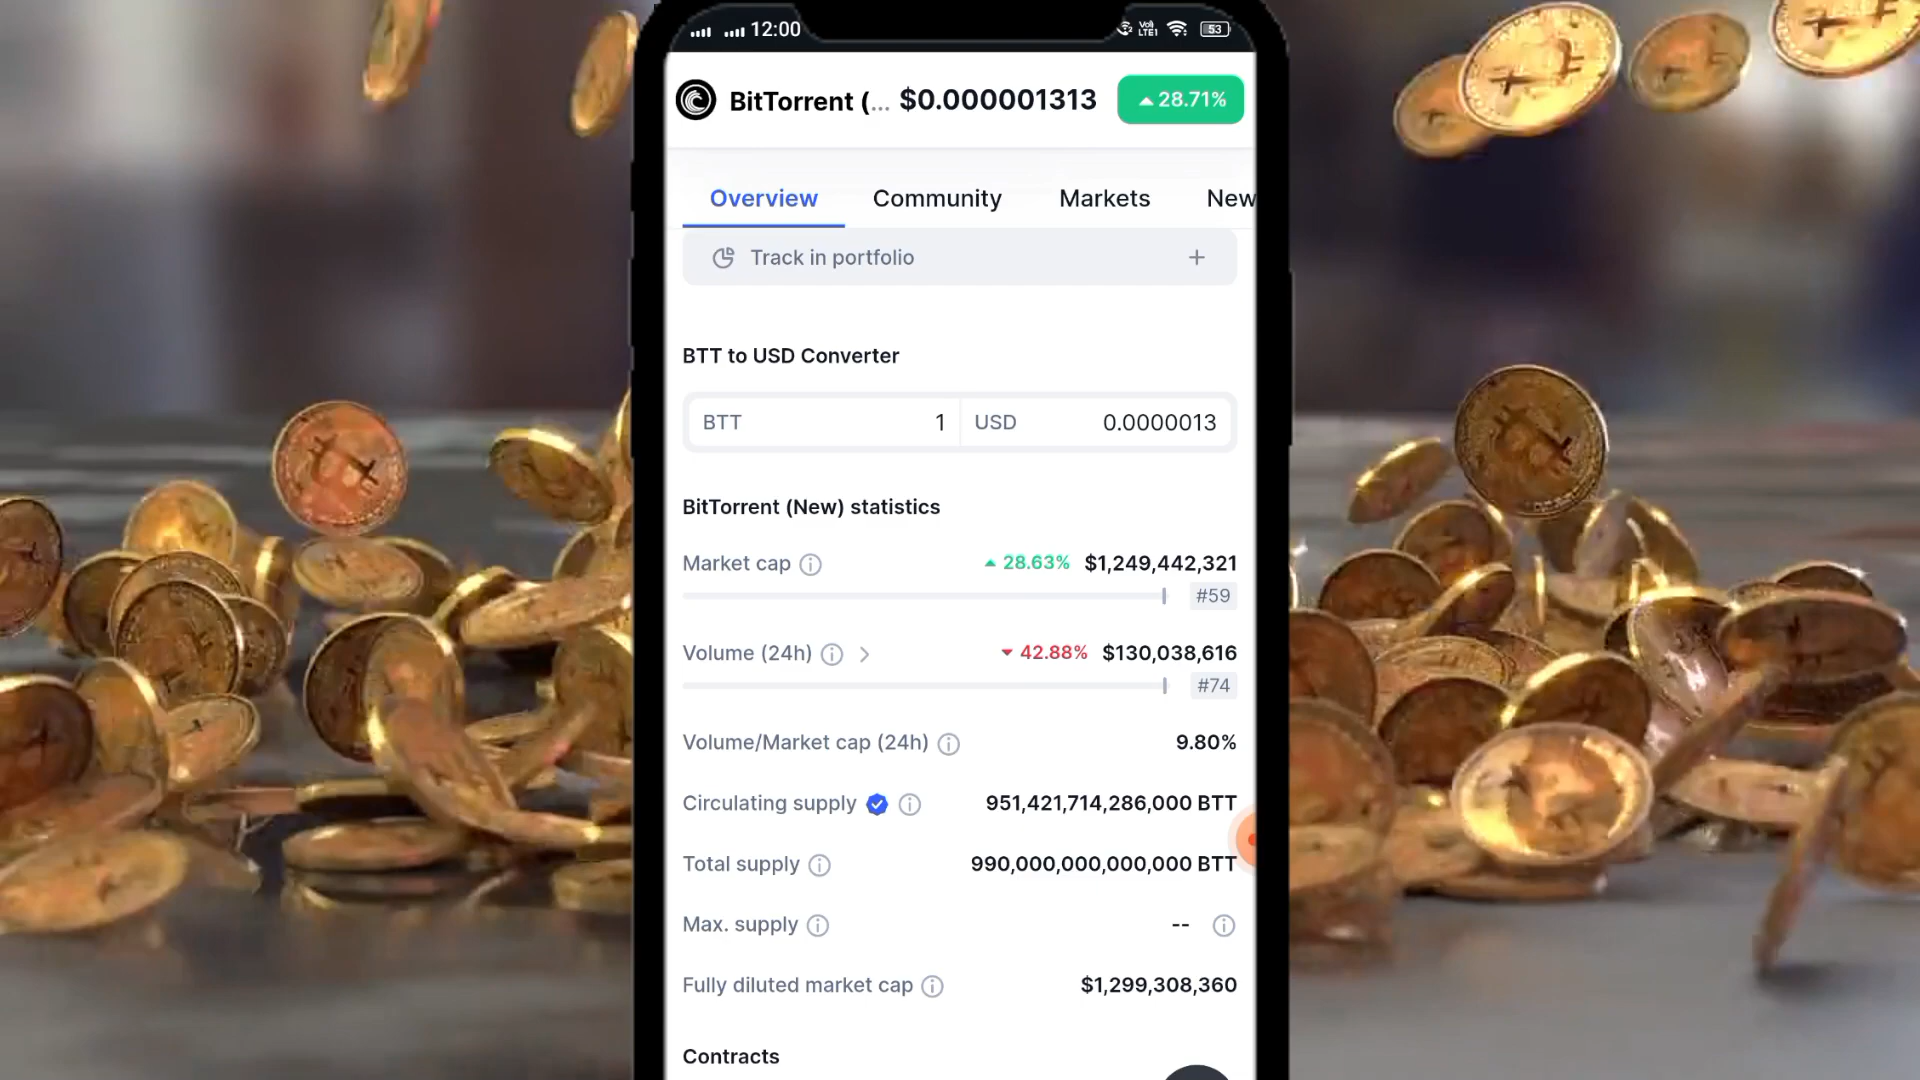 12:00
Vo)) LTE1
53
BitTorrent (... $0.000001313 28.71%
Overview Community Markets New
Track in portfolio +
BTT to USD Converter
BTT 1 USD 0.0000013
BitTorrent (New) statistics
Market cap 28.63% $1,249,442,321
#59
Volume (24h) 42.88% $130,038,616
#74
Volume/Market cap (24h) 9.80%
Circulating supply 951,421,714,286,000 BTT
Total supply 990,000,000,000,000 BTT
Max. supply --
Fully diluted market cap $1,299,308,360
Contracts